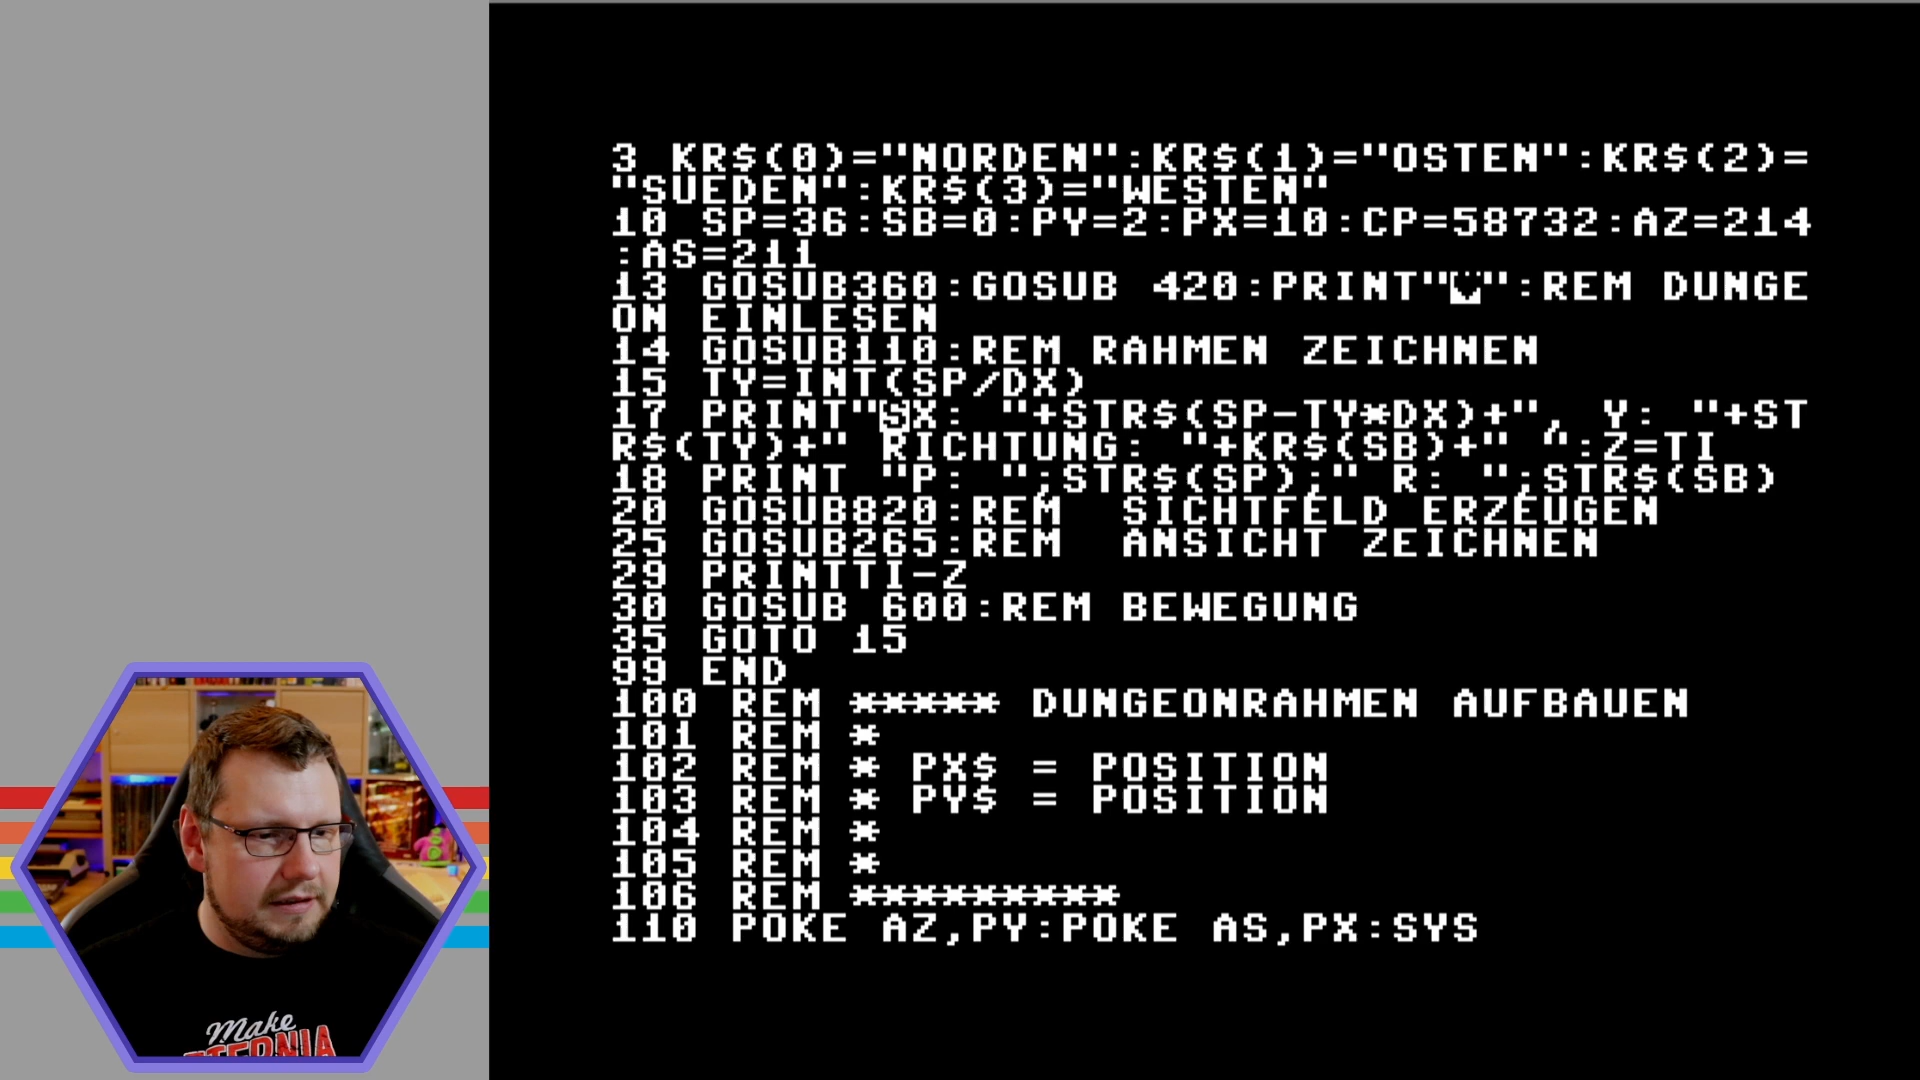 3 KR$(0)="NORDEN":KR$(1)="OSTEN":KR$(2)=
"SUEDEN":KR$(3)="WESTEN"
10 SP=36:SB=0:PY=2:PX=10:CP=58732:AZ=214
:AS=211
13 GOSUB360:GOSUB 420:PRINT"♥":REM DUNGE
ON EINLESEN
14 GOSUB110:REM RAHMEN ZEICHNEN
15 TY=INT(SP/DX)
17 PRINT"SX: "+STR$(SP-TY*DX)+", Y: "+ST
R$(TY)+" RICHTUNG: "+KR$(SB)+" ":Z=TI
18 PRINT "P: ";STR$(SP);" R: ";STR$(SB)
20 GOSUB820:REM  SICHTFELD ERZEUGEN
25 GOSUB265:REM  ANSICHT ZEICHNEN
29 PRINTTI-Z
30 GOSUB 600:REM BEWEGUNG
35 GOTO 15
99 END
100 REM ***** DUNGEONRAHMEN AUFBAUEN
101 REM *
102 REM * PX$ = POSITION
103 REM * PY$ = POSITION
104 REM *
105 REM *
106 REM *********
110 POKE AZ,PY:POKE AS,PX:SYS
Make
ETERNIA